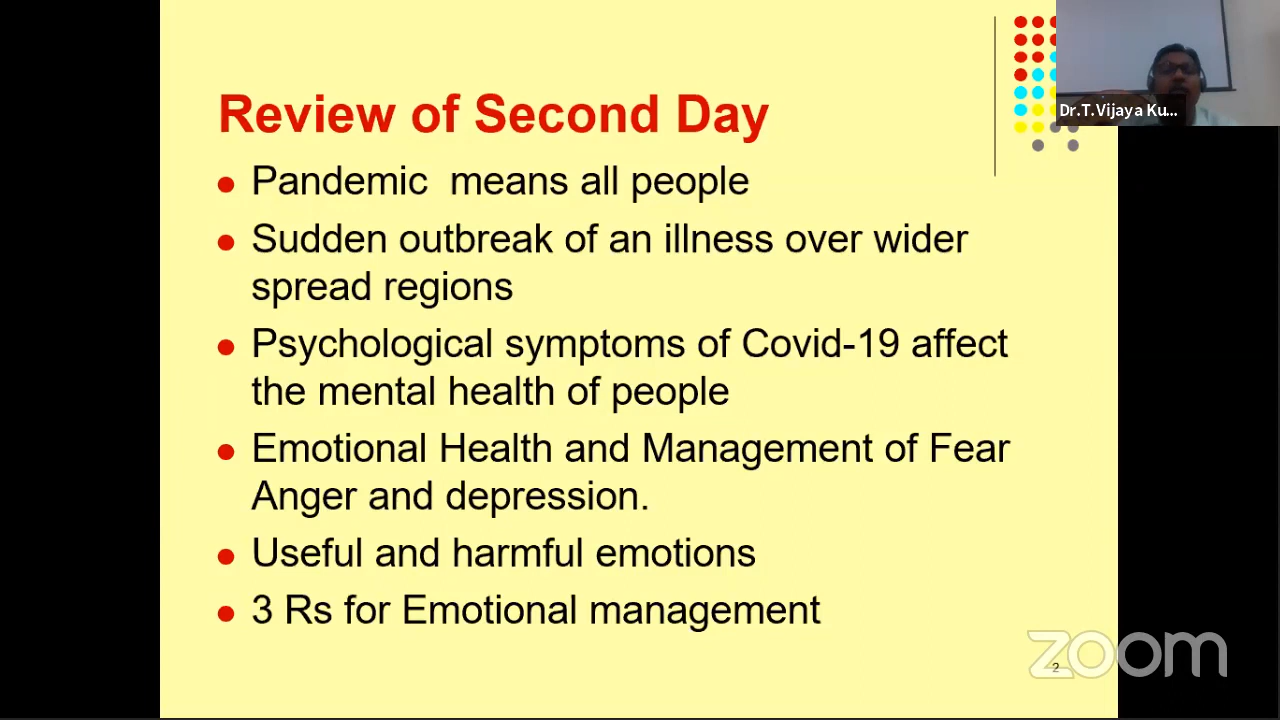 Review of Second Day
Pandemic  means all people
Sudden outbreak of an illness over wider
spread regions
Psychological symptoms of Covid-19 affect
the mental health of people
Emotional Health and Management of Fear
Anger and depression.
Useful and harmful emotions
3 Rs for Emotional management
Dr.T.Vijaya Ku...
2
zoom